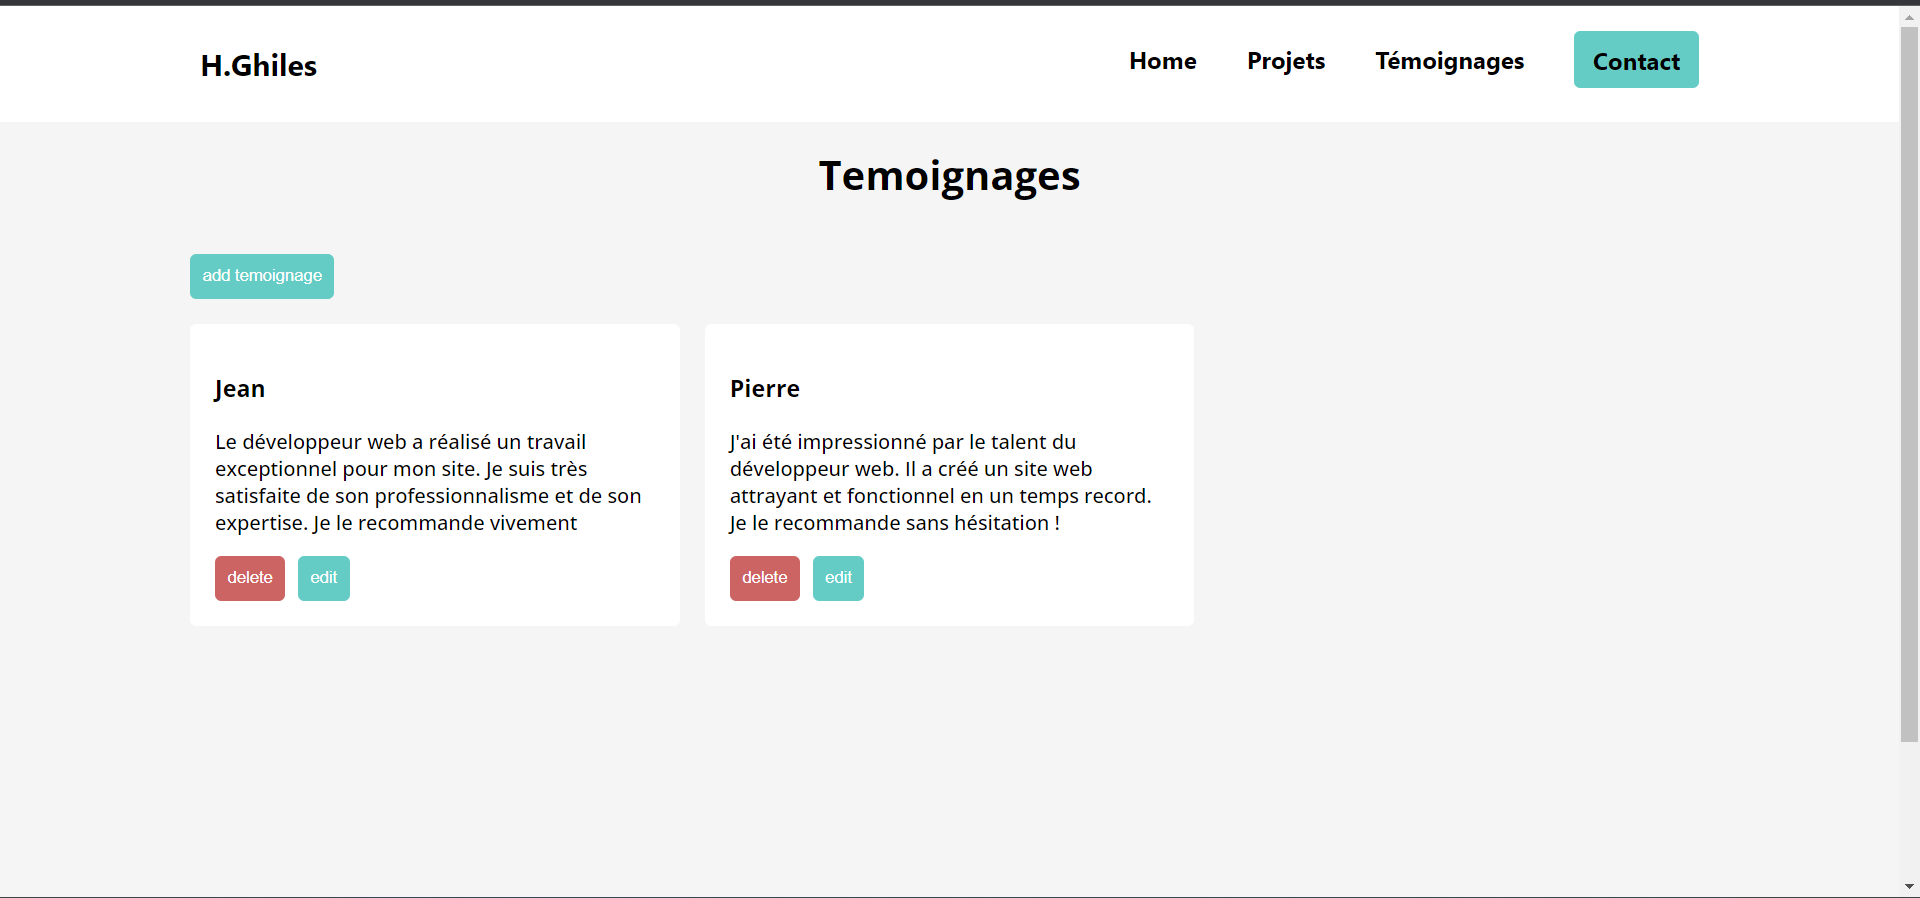 H.Ghiles
Home Projets Témoignages Contact
Temoignages
add temoignage
Jean
Le développeur web a réalisé un travail
exceptionnel pour mon site. Je suis très
satisfaite de son professionnalisme et de son
expertise. Je le recommande vivement
delete edit
Pierre
J'ai été impressionné par le talent du
développeur web. Il a créé un site web
attrayant et fonctionnel en un temps record.
Je le recommande sans hésitation !
delete edit